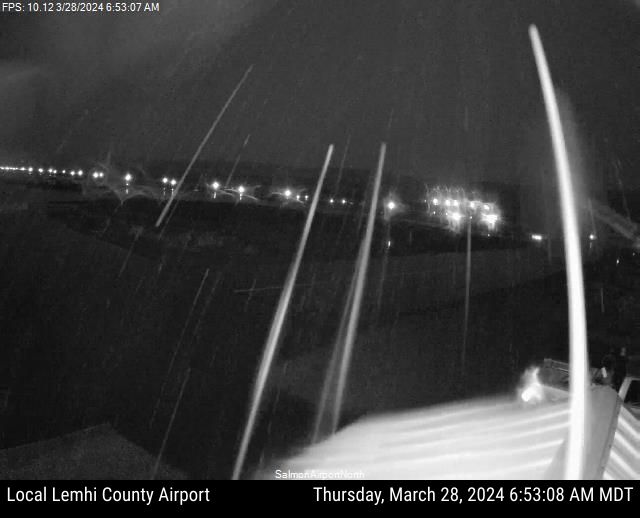 FPS: 10.12 3/28/2024 6:53:07 AM
SalmonAirportNorth
Local Lemhi County Airport
Thursday, March 28, 2024 6:53:08 AM MDT